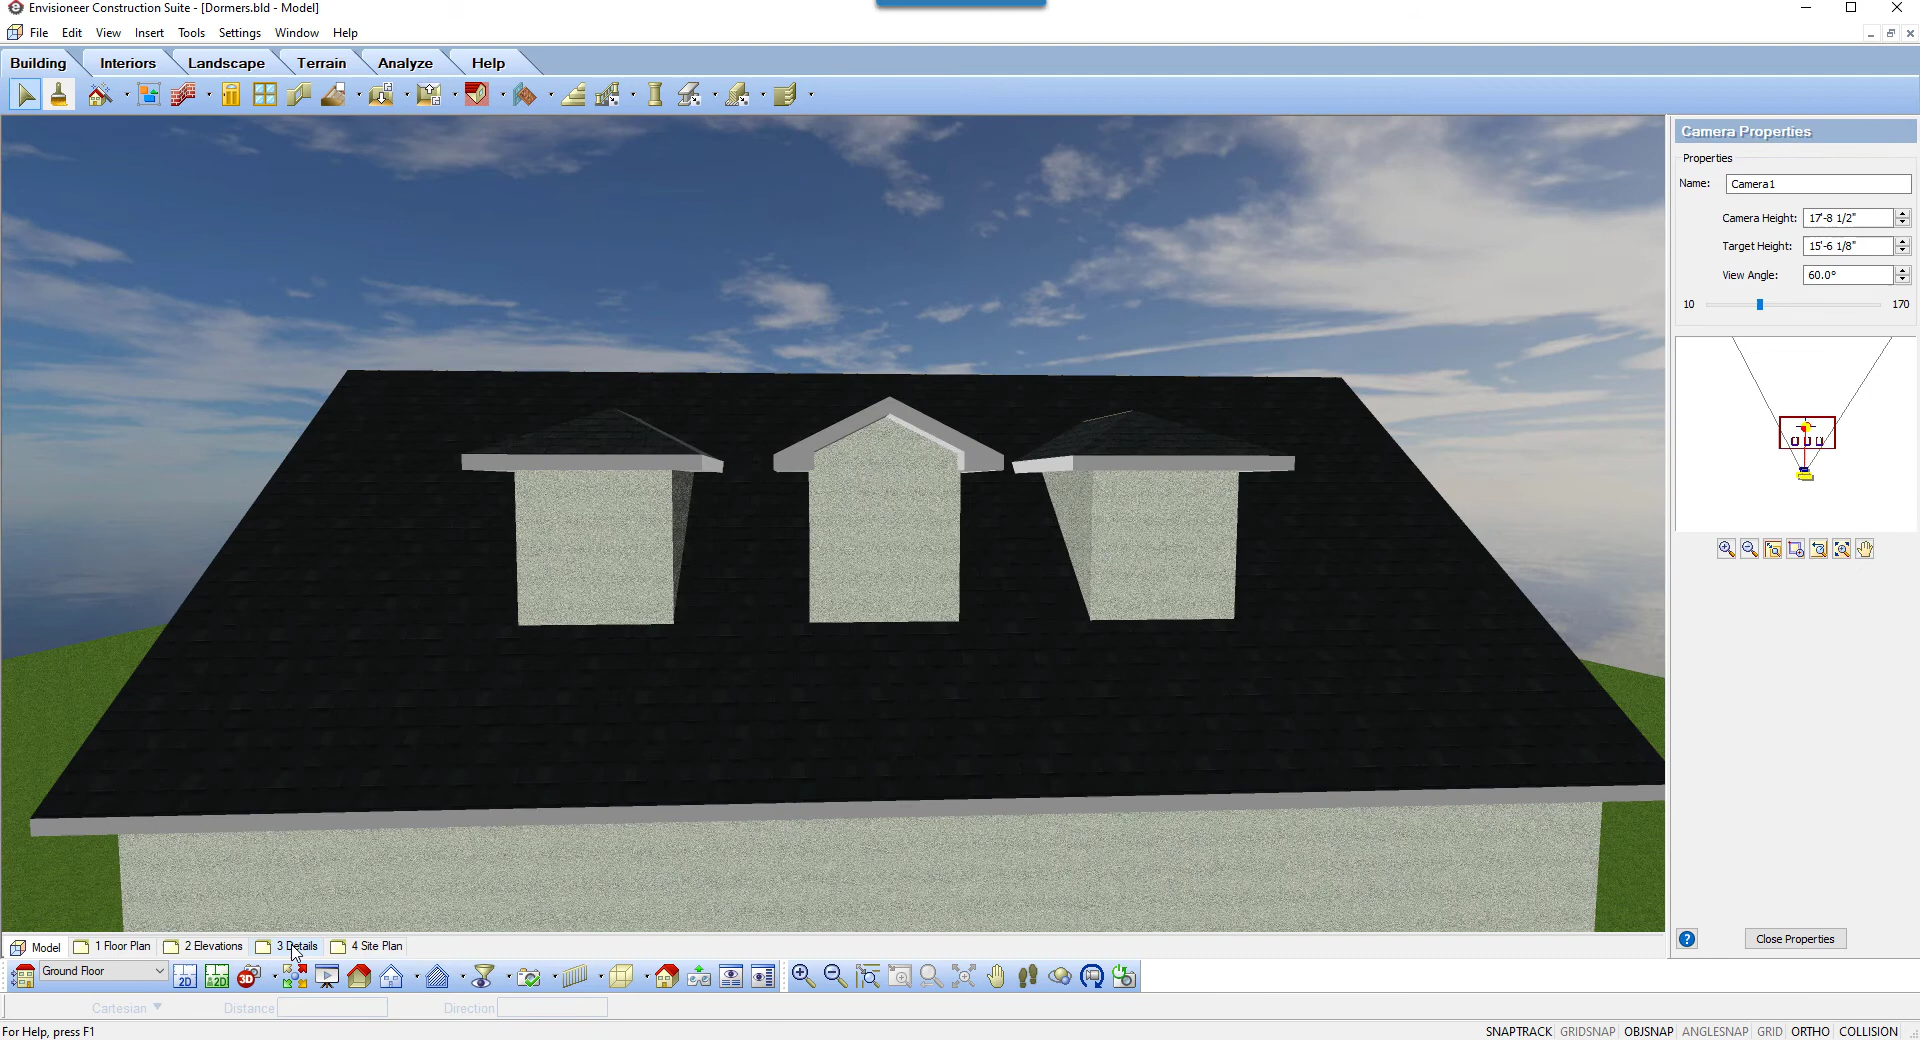 Envisioneer Construction Suite - [Dormers.bld - Model]
File Edit View Insert Tools Settings Window Help
Building Interiors Landscape Terrain Analyze Help
Camera Properties
Properties
Name: Camera1
Camera Height: 17'-8 1/2"
Target Height: 15'-6 1/8"
View Angle: 60.0°
10 170
? Close Properties
Model 1 Floor Plan 2 Elevations 3 Details 4 Site Plan
Ground Floor 2D 2D 3D
Cartesian Distance Direction
For Help, press F1 SNAPTRACK GRIDSNAP OBJSNAP ANGLESNAP GRID ORTHO COLLISION